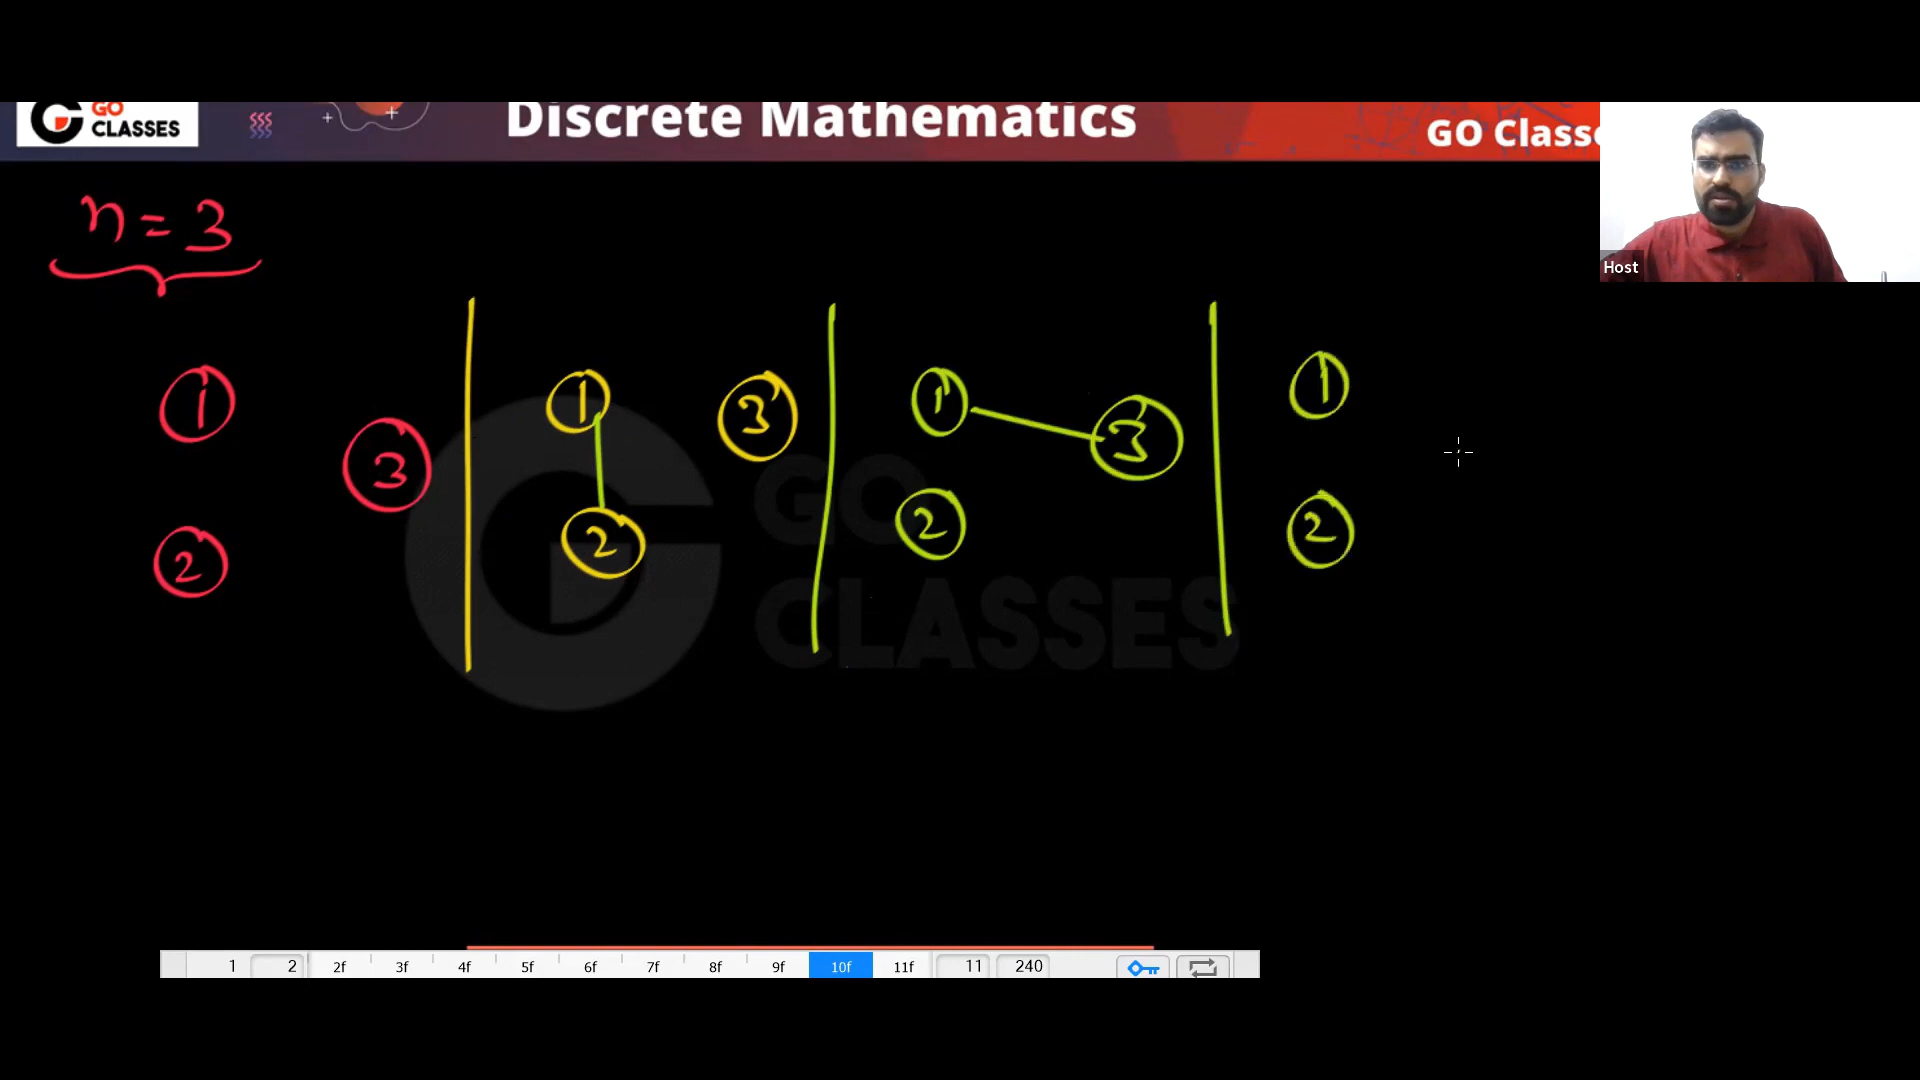 GO
CLASSES
Discrete Mathematics
GO Classe
Host
n = 3
1
3
2
1
3
2
1
3
2
1
2
GO
CLASSES
1 2 2f 3f 4f 5f 6f 7f 8f 9f 10f 11f 11 240